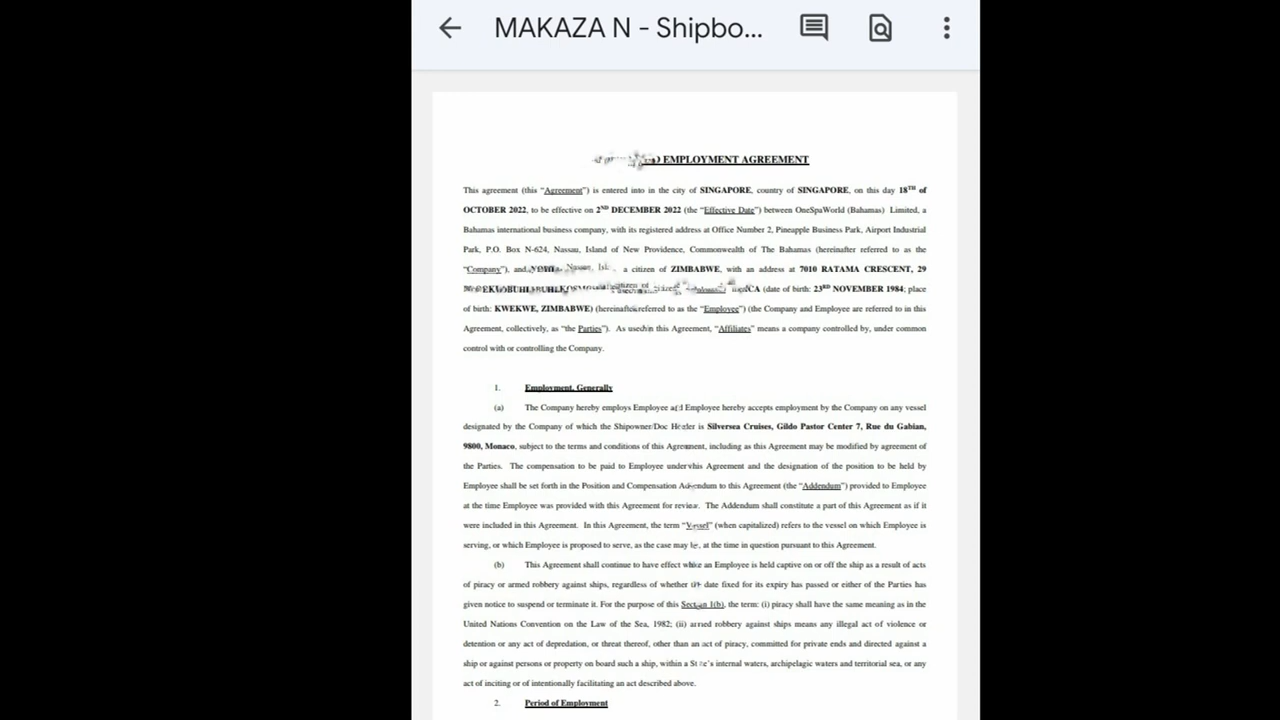 MAKAZA N - Shipbo...
EMPLOYMENT AGREEMENT
This agreement (this “Agreement”) is entered into in the city of SINGAPORE, country of SINGAPORE, on this day 18TH of
OCTOBER 2022, to be effective on 2ND DECEMBER 2022 (the “Effective Date”) between OneSpaWorld (Bahamas) Limited, a
Bahamas international business company, with its registered address at Office Number 2, Pineapple Business Park, Airport Industrial
Park, P.O. Box N-624, Nassau, Island of New Providence, Commonwealth of The Bahamas (hereinafter referred to as the
“Company”), and a citizen of ZIMBABWE, with an address at 7010 RATAMA CRESCENT, 29
(date of birth: 23RD NOVEMBER 1984; place
of birth: KWEKWE, ZIMBABWE) (hereinafter referred to as the “Employee”) (the Company and Employee are referred to in this
Agreement, collectively, as “the Parties”). As used in this Agreement, “Affiliates” means a company controlled by, under common
control with or controlling the Company.
1. Employment, Generally
(a) The Company hereby employs Employee and Employee hereby accepts employment by the Company on any vessel
designated by the Company of which the Shipowner/Doc Holder is Silversea Cruises, Gildo Pastor Center 7, Rue du Gabian,
9800, Monaco, subject to the terms and conditions of this Agreement, including as this Agreement may be modified by agreement of
the Parties. The compensation to be paid to Employee under this Agreement and the designation of the position to be held by
Employee shall be set forth in the Position and Compensation Addendum to this Agreement (the “Addendum”) provided to Employee
at the time Employee was provided with this Agreement for review. The Addendum shall constitute a part of this Agreement as if it
were included in this Agreement. In this Agreement, the term “Vessel” (when capitalized) refers to the vessel on which Employee is
serving, or which Employee is proposed to serve, as the case may be, at the time in question pursuant to this Agreement.
(b) This Agreement shall continue to have effect while an Employee is held captive on or off the ship as a result of acts
of piracy or armed robbery against ships, regardless of whether the date fixed for its expiry has passed or either of the Parties has
given notice to suspend or terminate it. For the purpose of this Section 1(b), the term: (i) piracy shall have the same meaning as in the
United Nations Convention on the Law of the Sea, 1982; (ii) armed robbery against ships means any illegal act of violence or
detention or any act of depredation, or threat thereof, other than an act of piracy, committed for private ends and directed against a
ship or against persons or property on board such a ship, within a State's internal waters, archipelagic waters and territorial sea, or any
act of inciting or of intentionally facilitating an act described above.
2. Period of Employment